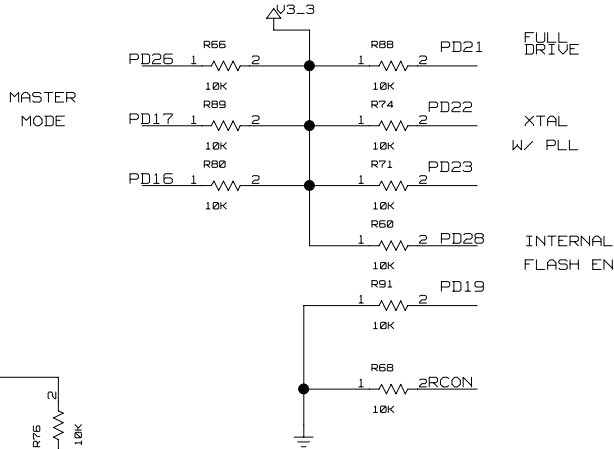 V3_3
R66 R88 PD21 FULL
DRIVE
PD26 1 2 1 2
10K 10K
MASTER
MODE
R89 R74 PD22
PD17 1 2 1 2 XTAL
W/ PLL
10K 10K
R80 R71 PD23
PD16 1 2 1 2
10K 10K
R60
1 2 PD28 INTERNAL
FLASH EN
10K
R91 PD19
1 2
10K
R68
1 2 RCON
10K
2
R76 10K